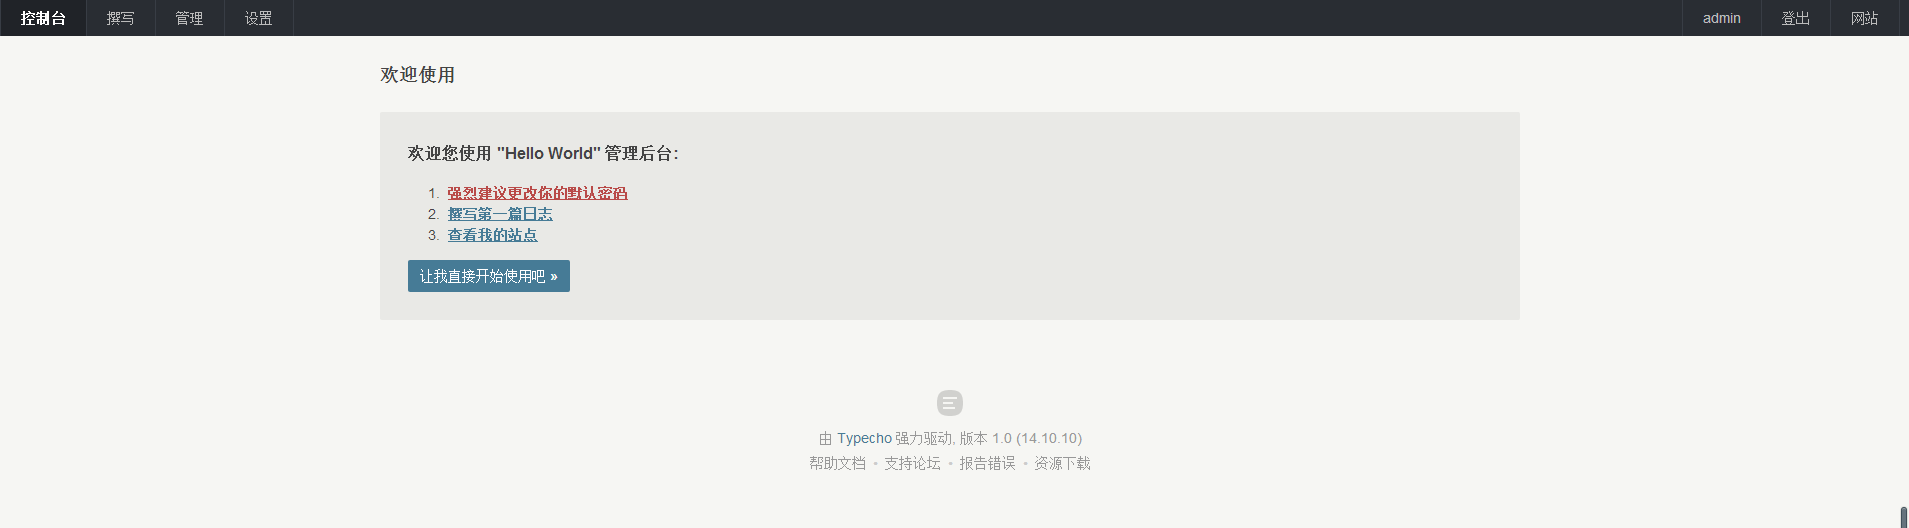 控制台 撰写 管理 设置 admin 登出 网站
欢迎使用
欢迎您使用 "Hello World" 管理后台:
1. 强烈建议更改你的默认密码
2. 撰写第一篇日志
3. 查看我的站点
让我直接开始使用吧 »
由 Typecho 强力驱动, 版本 1.0 (14.10.10)
帮助文档 • 支持论坛 • 报告错误 • 资源下载